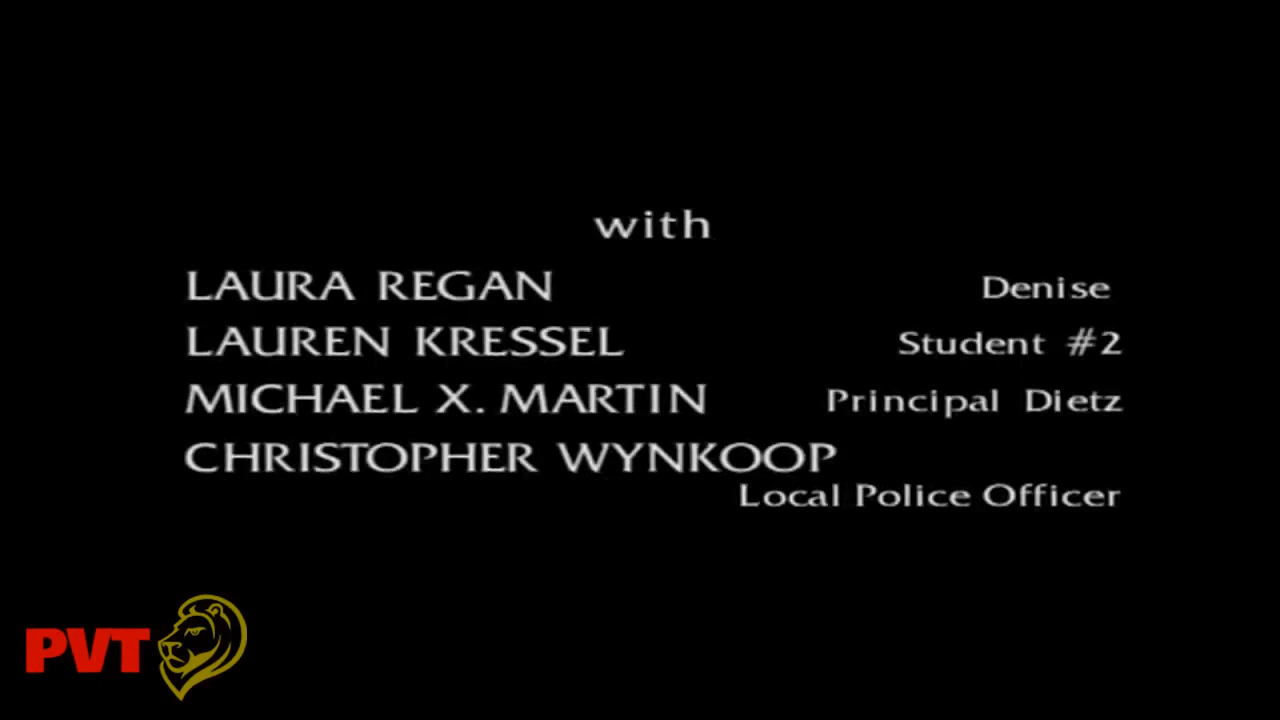 with
LAURA REGAN Denise
LAUREN KRESSEL Student #2
MICHAEL X. MARTIN Principal Dietz
CHRISTOPHER WYNKOOP
Local Police Officer
PVT